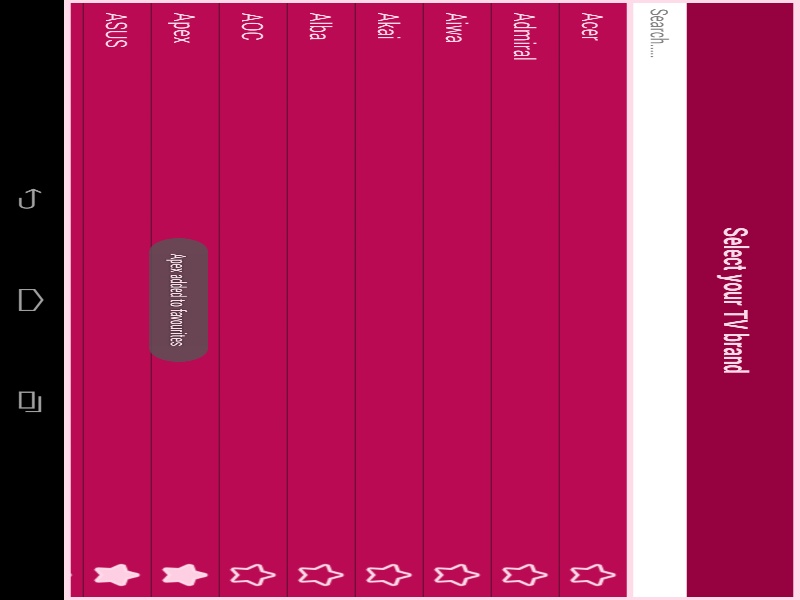 Select your TV brand
Search.....
Acer
Admiral
Aiwa
Akai
Alba
AOC
Apex
ASUS
Apex added to favourites